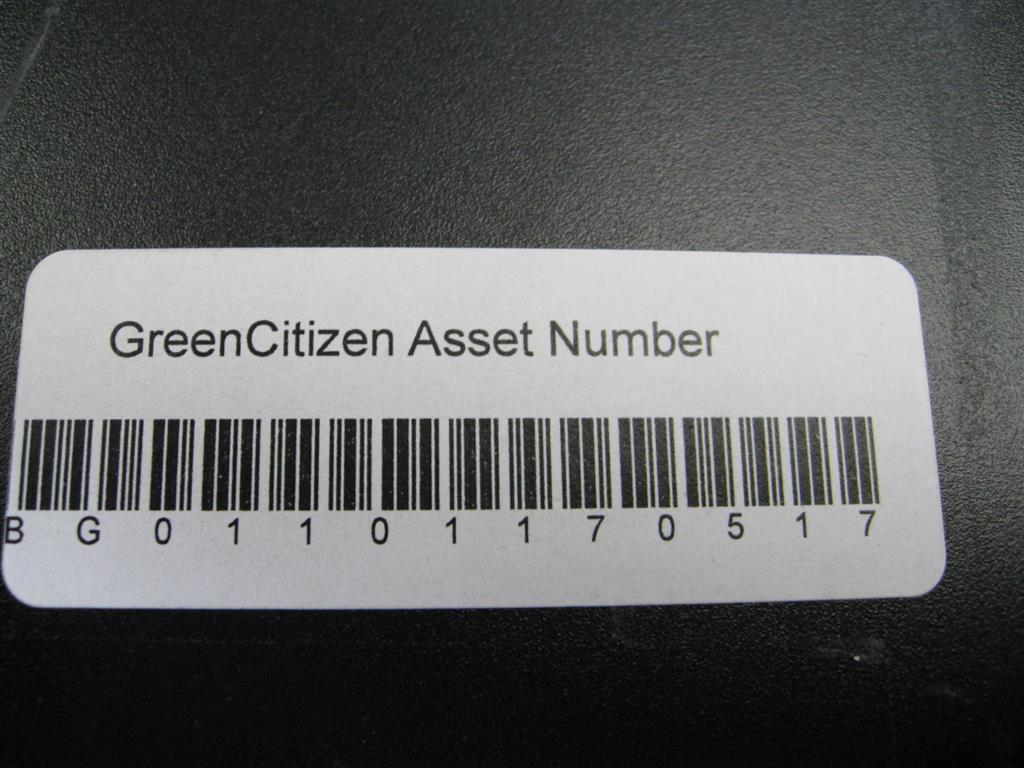 GreenCitizen Asset Number
B G 0 1 1 0 1 1 7 0 5 1 7